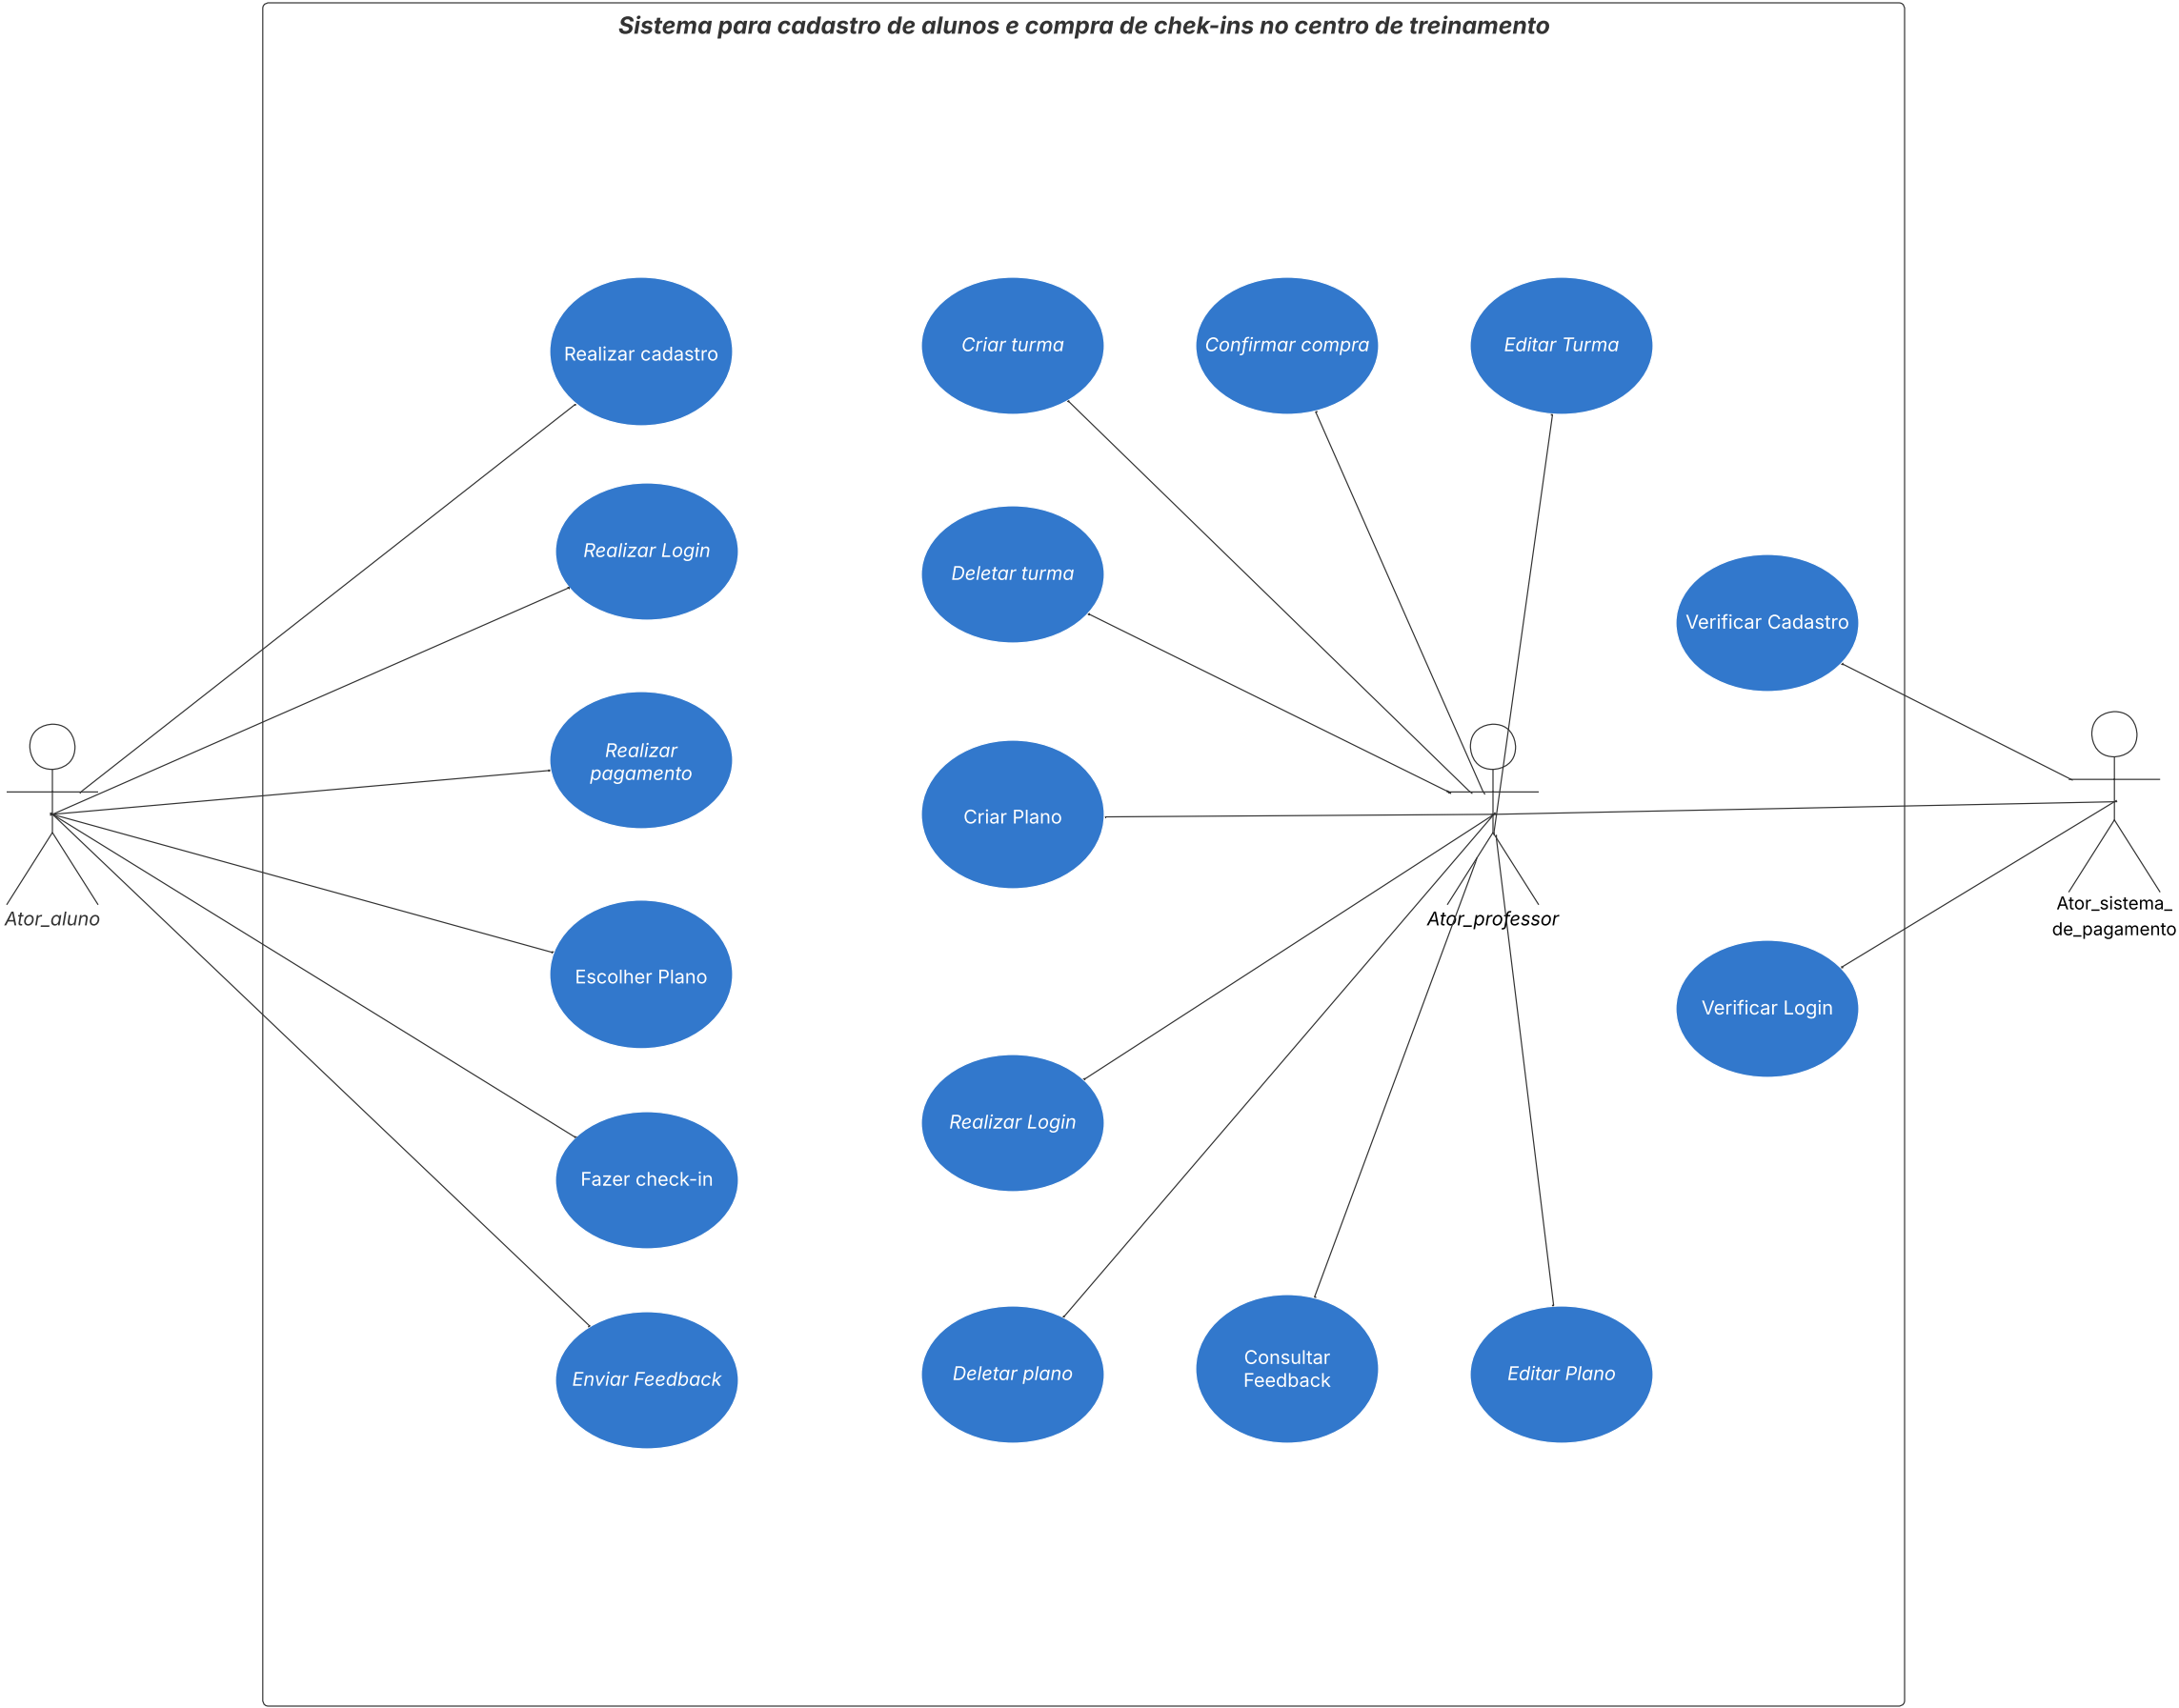 Sistema para cadastro de alunos e compra de chek-ins no centro de treinamento
Realizar cadastro
Criar turma
Confirmar compra
Editar Turma
Realizar Login
Deletar turma
Verificar Cadastro
Realizar
pagamento
Criar Plano
Ator_aluno
Ator_professor
Ator_sistema_
de_pagamento
Escolher Plano
Verificar Login
Realizar Login
Fazer check-in
Enviar Feedback
Deletar plano
Consultar
Feedback
Editar Plano